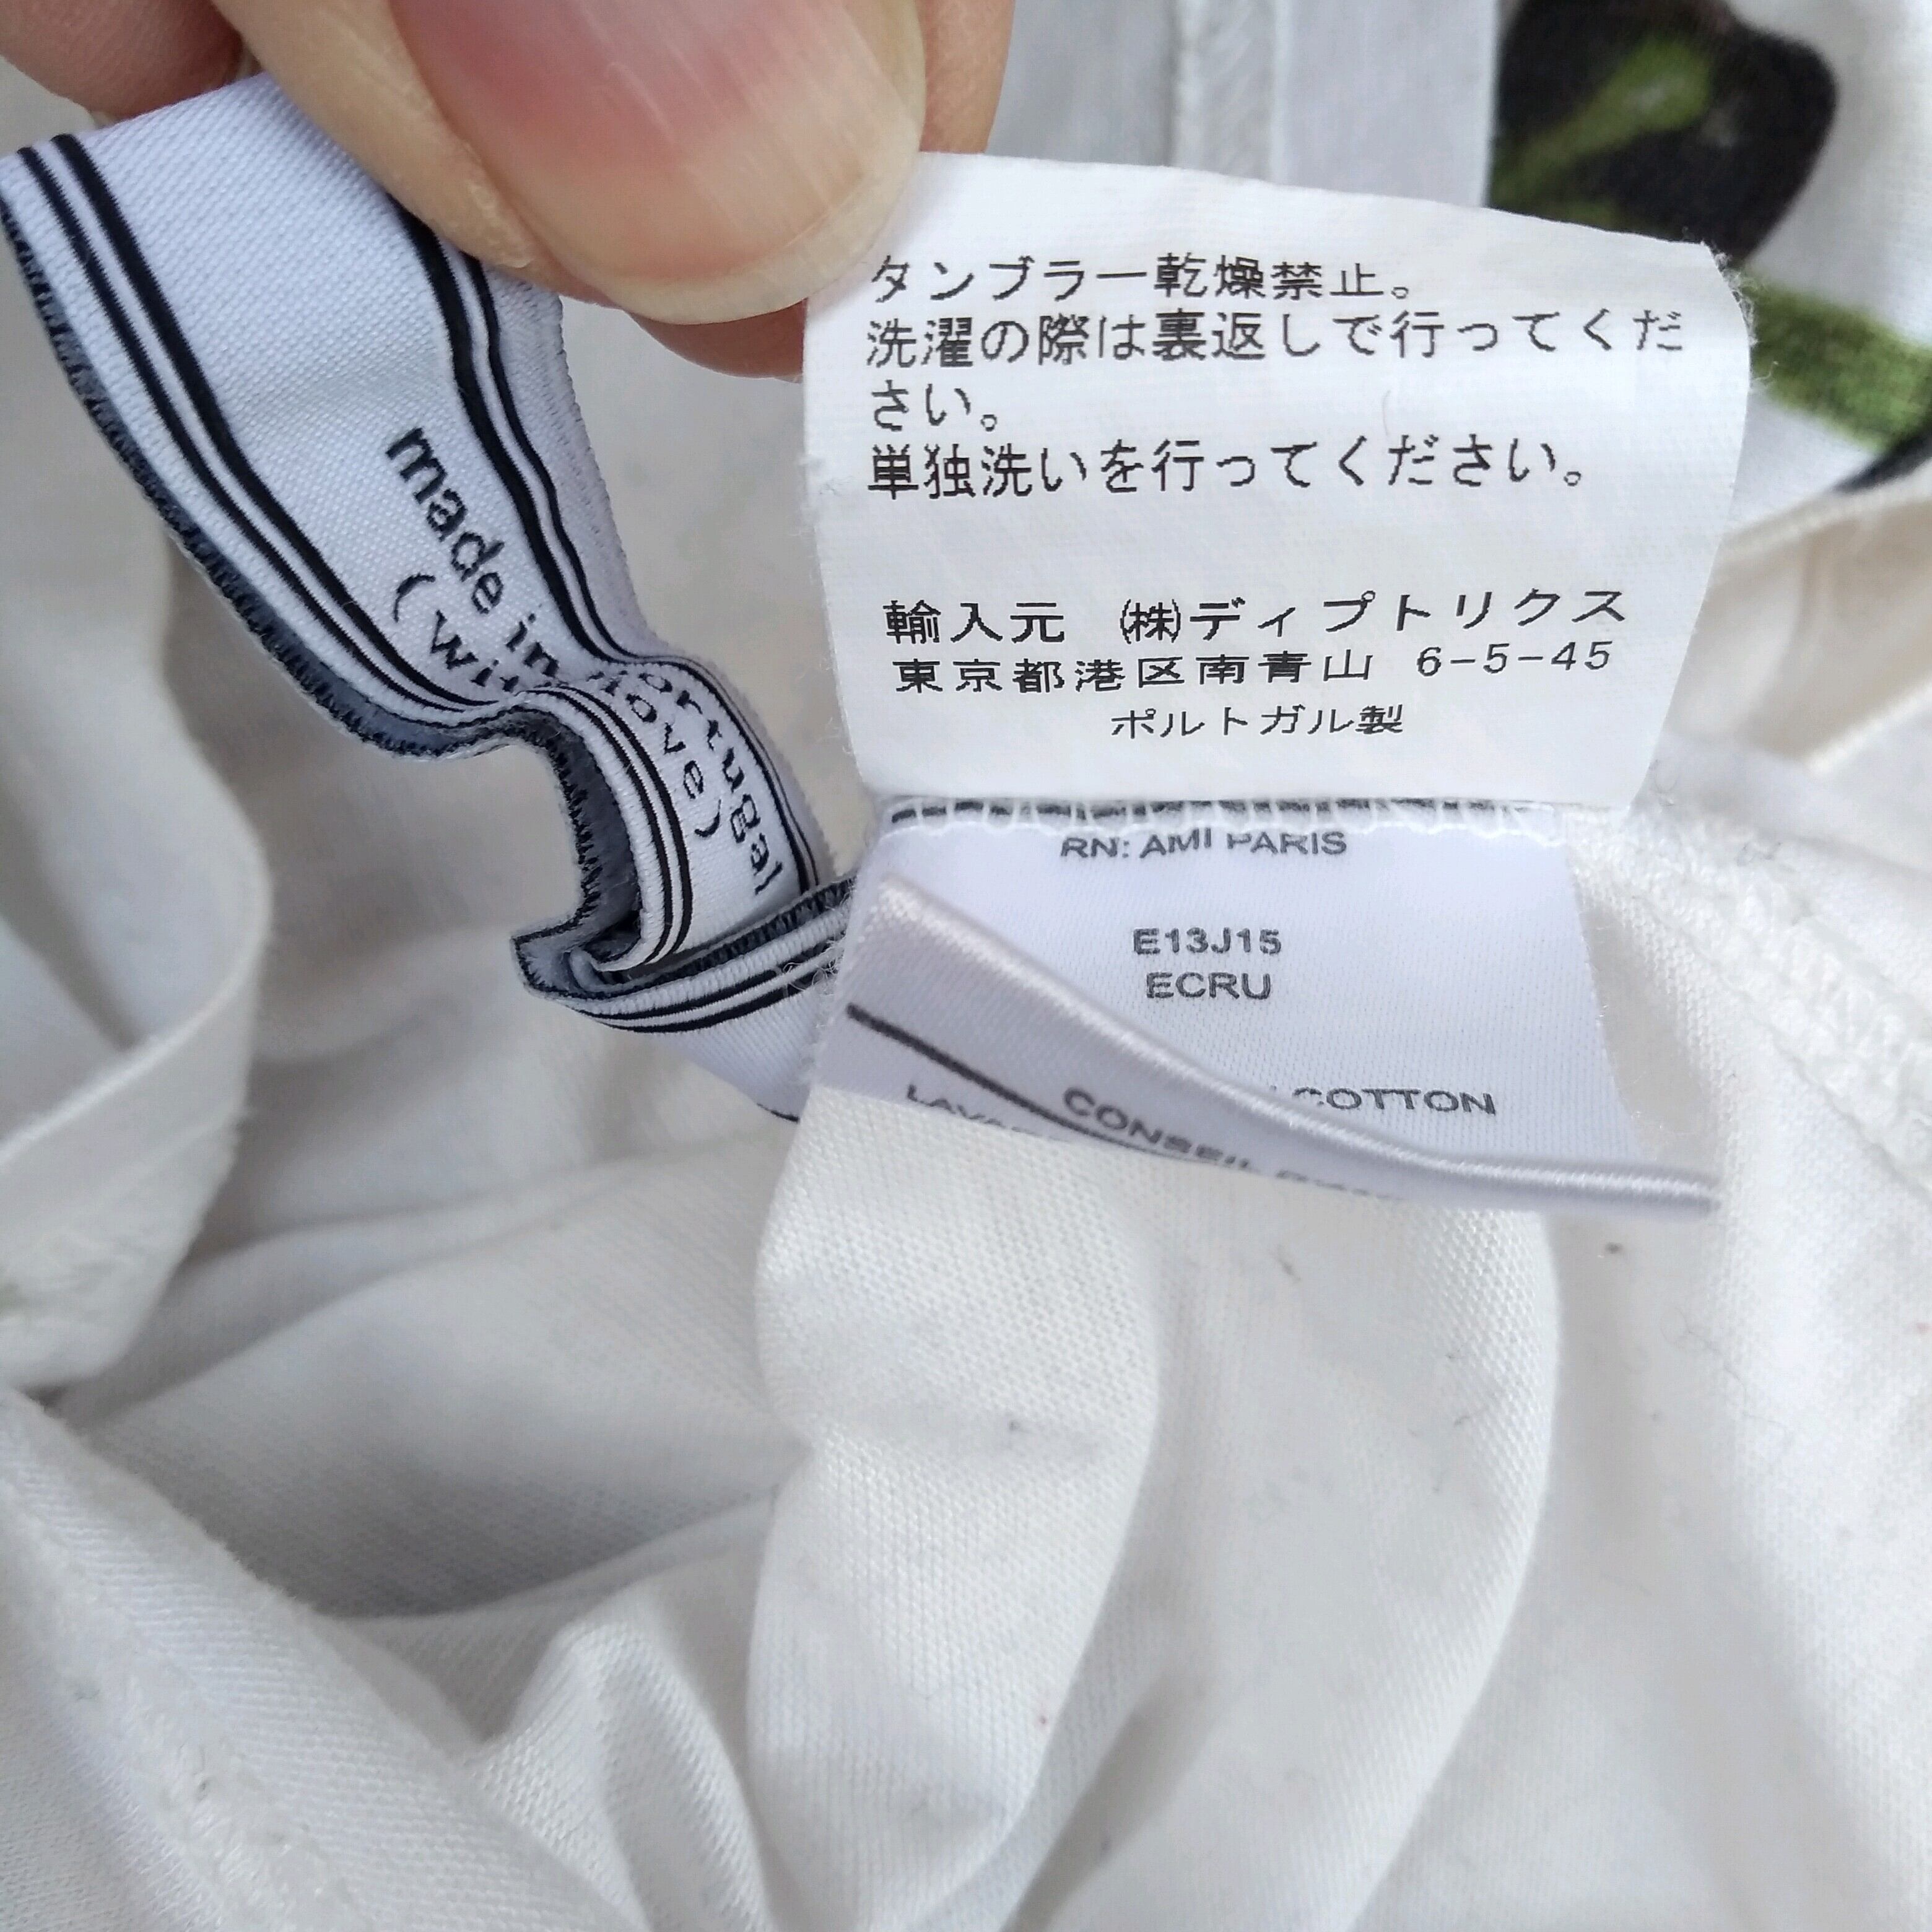 タンブラー乾燥禁止。
洗濯の際は裏返しで行ってくだ
さい。
単独洗いを行ってください。
輸入元 ㈱ディプトリクス
東京都港区南青山 6-5-45
ポルトガル製
made in Portugal
(with love)
RN: AMI PARIS
E13J15
ECRU
COTTON
CONSEIL